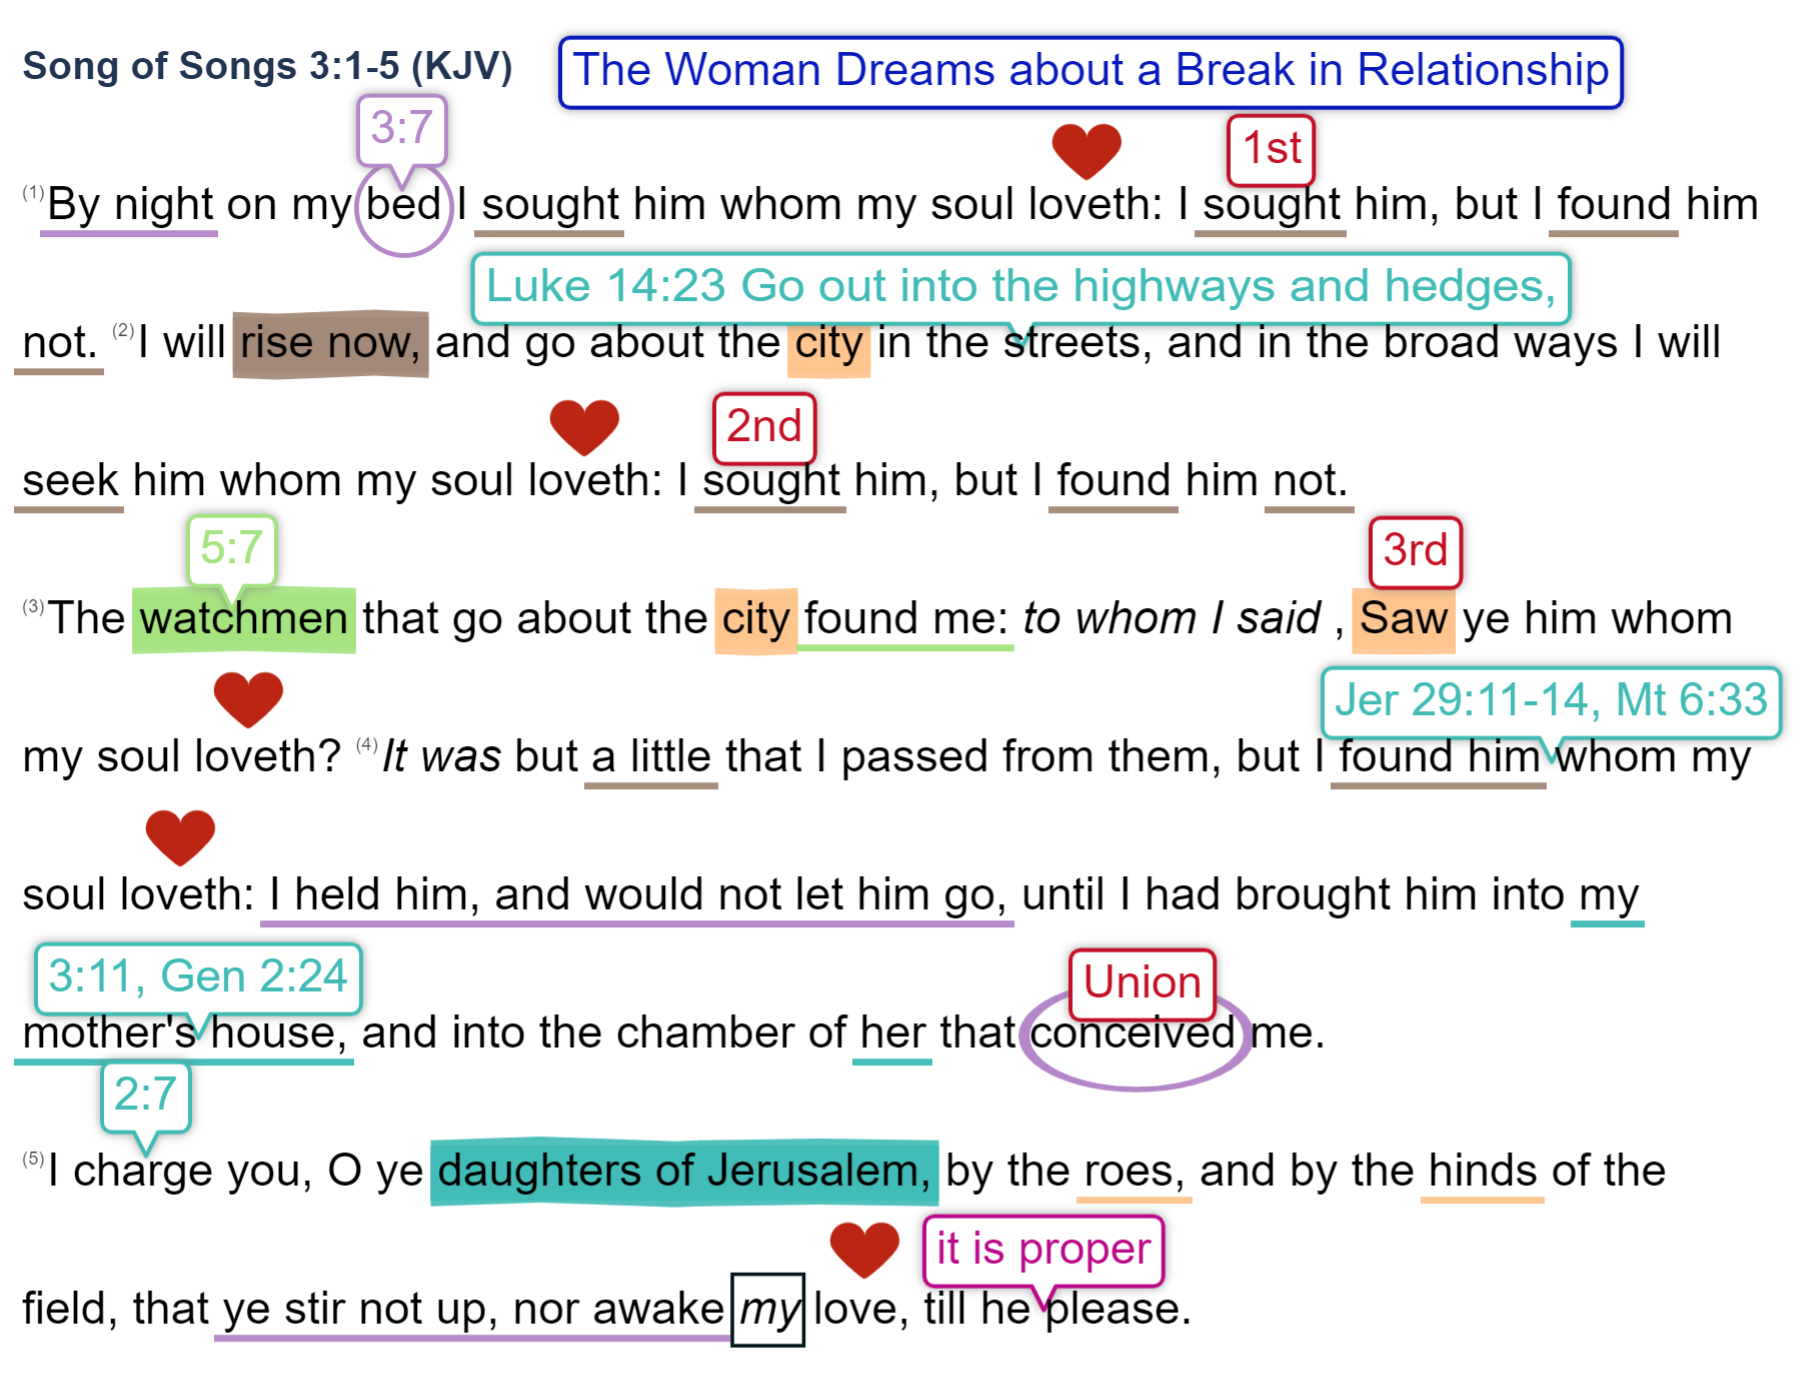 Song of Songs 3:1-5 (KJV)
The Woman Dreams about a Break in Relationship
3:7
1st
(1)By night on my bed I sought him whom my soul loveth: I sought him, but I found him
Luke 14:23 Go out into the highways and hedges,
not. (2)I will rise now, and go about the city in the streets, and in the broad ways I will
2nd
seek him whom my soul loveth: I sought him, but I found him not.
5:7
3rd
(3)The watchmen that go about the city found me: to whom I said , Saw ye him whom
Jer 29:11-14, Mt 6:33
my soul loveth? (4)It was but a little that I passed from them, but I found him whom my
soul loveth: I held him, and would not let him go, until I had brought him into my
3:11, Gen 2:24
Union
mother's house, and into the chamber of her that conceived me.
2:7
(5)I charge you, O ye daughters of Jerusalem, by the roes, and by the hinds of the
it is proper
field, that ye stir not up, nor awake my love, till he please.